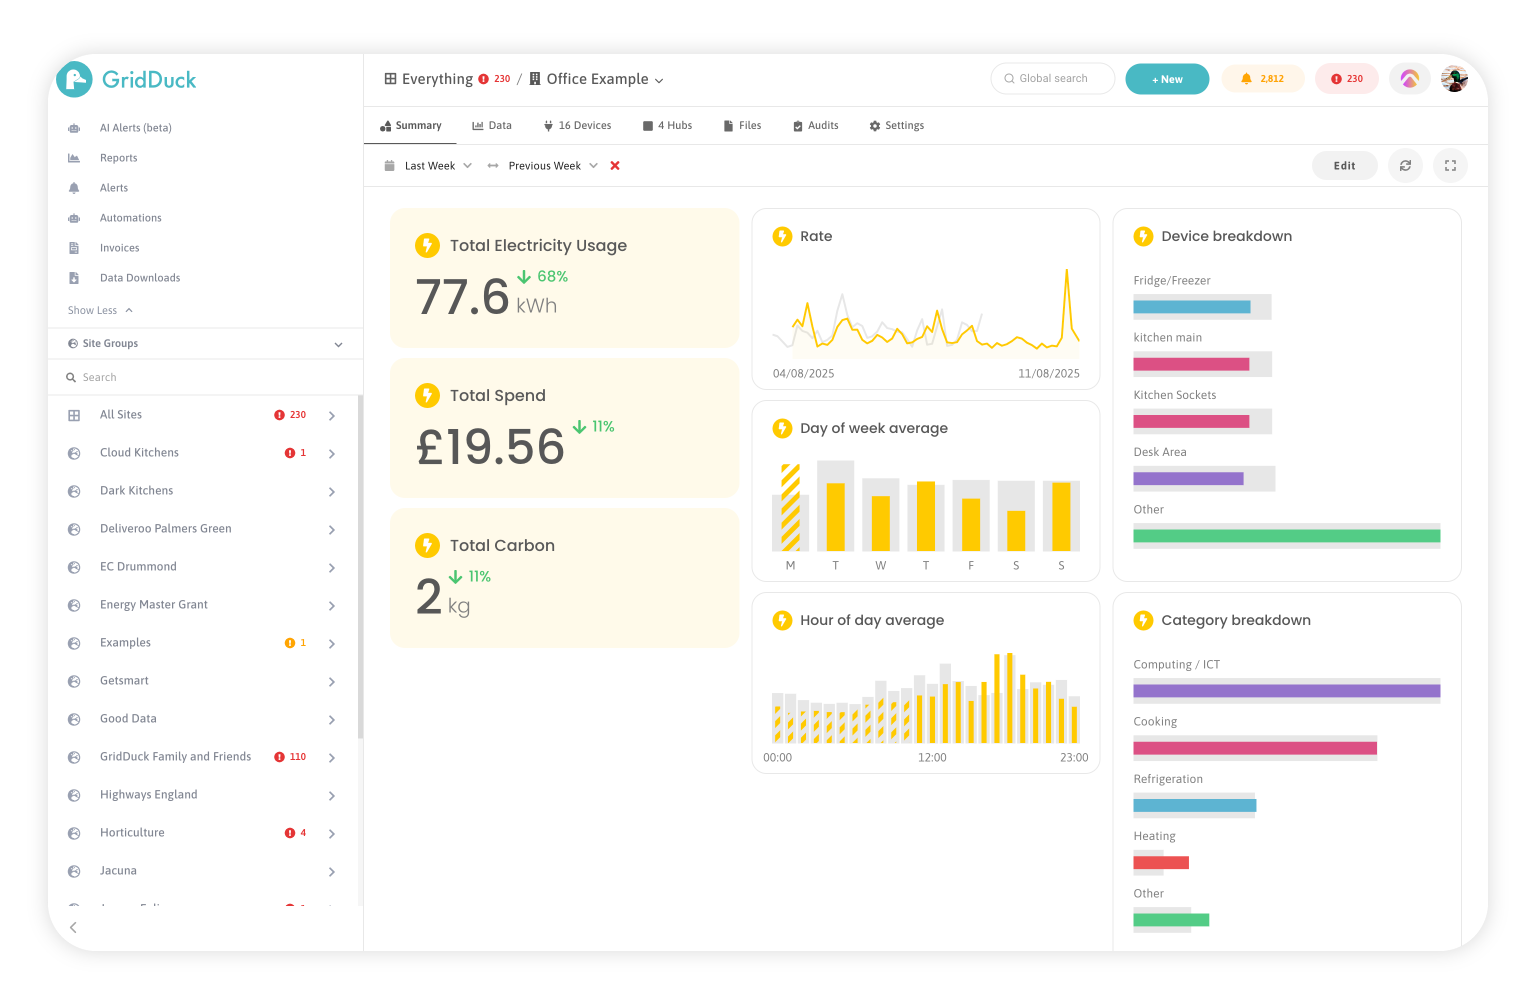 GridDuck
AI Alerts (beta)
Reports
Alerts
Automations
Invoices
Data Downloads
Show Less
Site Groups
Search
All Sites 230
Cloud Kitchens 1
Dark Kitchens
Deliveroo Palmers Green
EC Drummond
Energy Master Grant
Examples 1
Getsmart
Good Data
GridDuck Family and Friends 110
Highways England
Horticulture 4
Jacuna
Everything 230 / Office Example
Global search
+ New
2,812
230
Summary Data 16 Devices 4 Hubs Files Audits Settings
Last Week Previous Week
Edit
Total Electricity Usage
77.6 kWh
68%
Total Spend
£19.56
11%
Total Carbon
2 kg
11%
Rate
04/08/2025 11/08/2025
Day of week average
M T W T F S S
Hour of day average
00:00 12:00 23:00
Device breakdown
Fridge/Freezer
kitchen main
Kitchen Sockets
Desk Area
Other
Category breakdown
Computing / ICT
Cooking
Refrigeration
Heating
Other